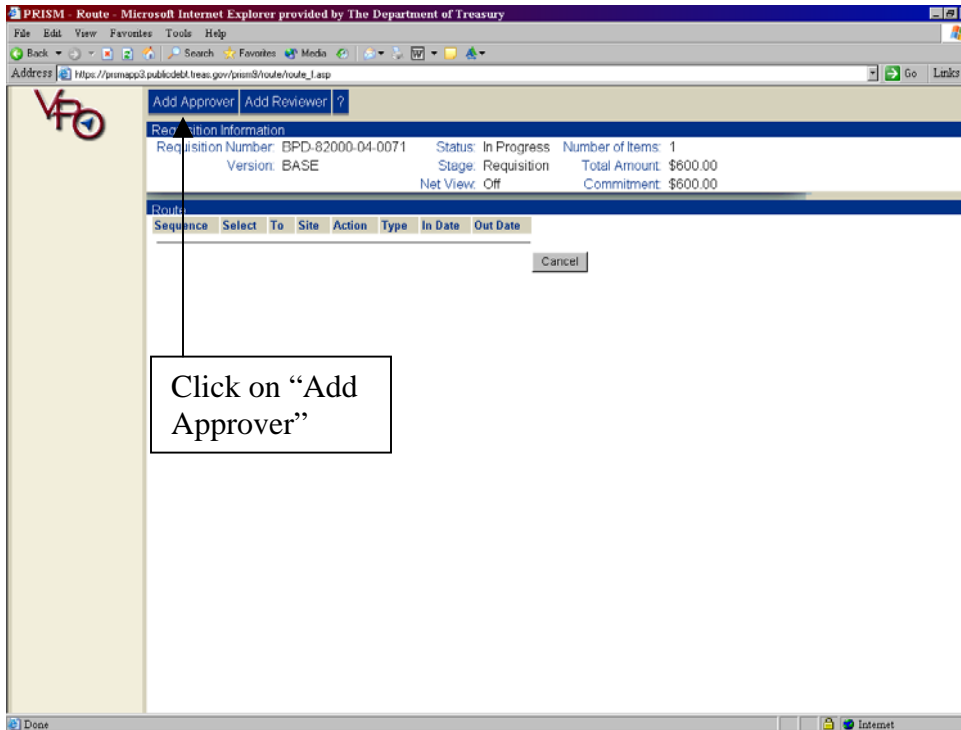 PRISM - Route - Microsoft Internet Explorer provided by The Department of Treasury
File Edit View Favorites Tools Help
Back Search Favorites Media
Address https://prismapp3.publicdebt.treas.gov/prism9/route/route_l.asp Go Links
VPO
Add Approver Add Reviewer ?
Requisition Information
Requisition Number: BPD-82000-04-0071 Status: In Progress Number of Items: 1
Version: BASE Stage: Requisition Total Amount: $600.00
Net View: Off Commitment: $600.00
Route
Sequence Select To Site Action Type In Date Out Date
Cancel
Click on “Add
Approver”
Done Internet